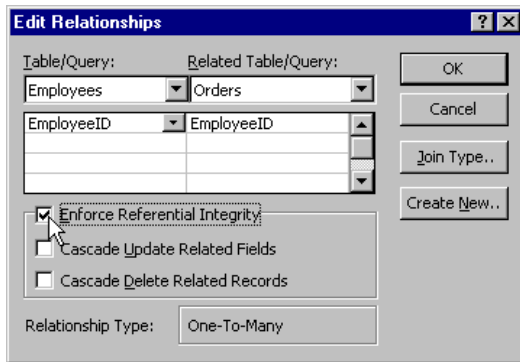 Edit Relationships
Table/Query: Related Table/Query:
Employees Orders
EmployeeID EmployeeID
OK
Cancel
Join Type..
Create New..
Enforce Referential Integrity
Cascade Update Related Fields
Cascade Delete Related Records
Relationship Type: One-To-Many